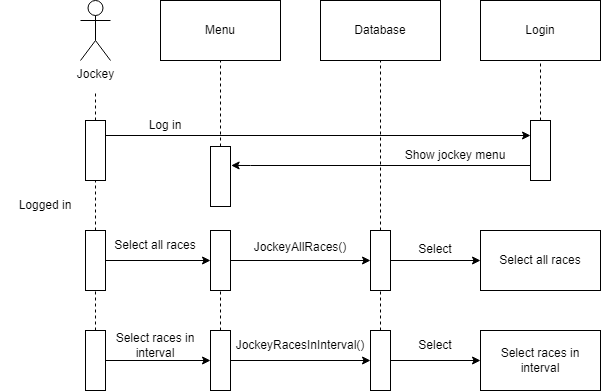 Jockey
Menu
Database
Login
Log in
Show jockey menu
Logged in
Select all races
JockeyAllRaces()
Select
Select all races
Select races in
interval
JockeyRacesInInterval()
Select
Select races in
interval